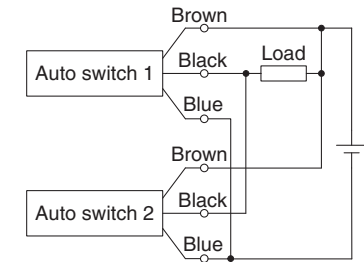 Brown
Black
Load
Auto switch 1
Blue
Brown
Black
Auto switch 2
Blue